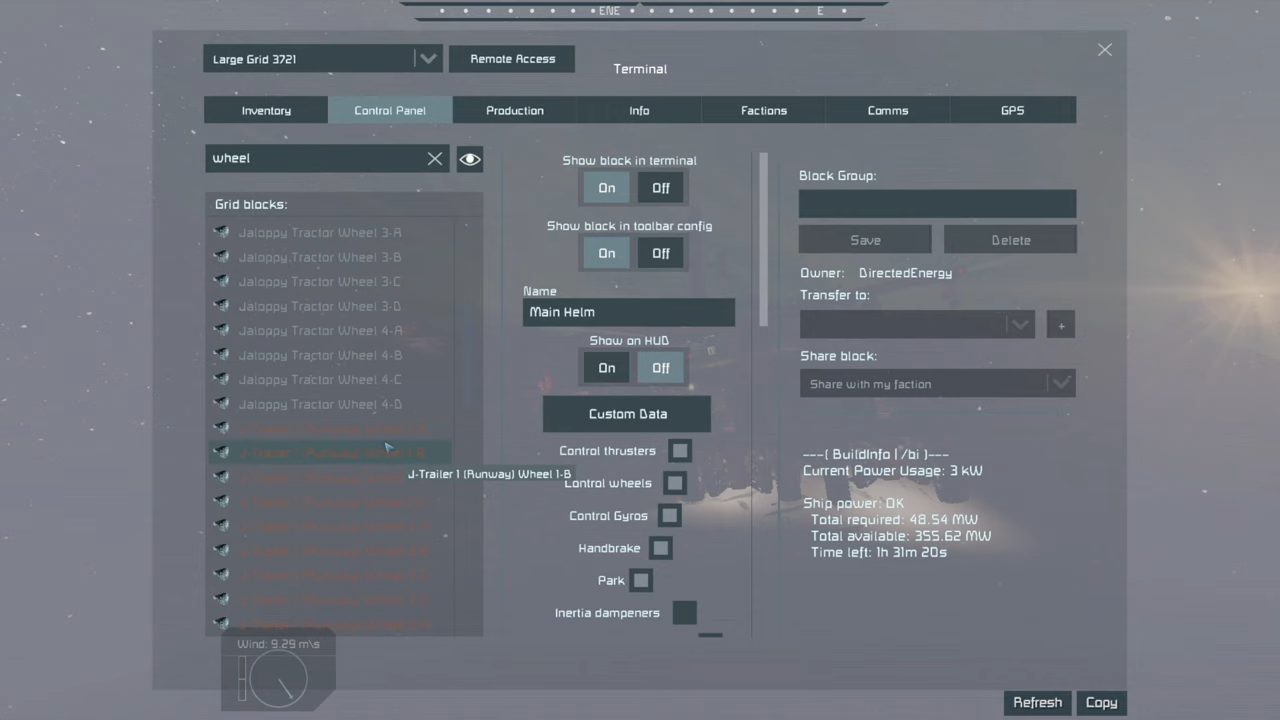 ENE E
Large Grid 3721
Remote Access
Terminal
Inventory
Control Panel
Production
Info
Factions
Comms
GPS
wheel
Grid blocks:
Jaloppy Tractor Wheel 3-A
Jaloppy Tractor Wheel 3-B
Jaloppy Tractor Wheel 3-C
Jaloppy Tractor Wheel 3-D
Jaloppy Tractor Wheel 4-A
Jaloppy Tractor Wheel 4-B
Jaloppy Tractor Wheel 4-C
Jaloppy Tractor Wheel 4-D
J-Trailer 1 (Runway) Wheel 1-B
J-Trailer 1 (Runway) Wheel 1-B
Wind: 9.29 m\s
Show block in terminal
On Off
Show block in toolbar config
On Off
Name
Main Helm
Show on HUD
On Off
Custom Data
Control thrusters
Control wheels
Control Gyros
Handbrake
Park
Inertia dampeners
Block Group:
Save
Delete
Owner: DirectedEnergy
Transfer to:
+
Share block:
Share with my faction
---( BuildInfo | /bi )---
Current Power Usage: 3 kW
Ship power: OK
Total required: 48.54 MW
Total available: 355.62 MW
Time left: 1h 31m 20s
Refresh
Copy